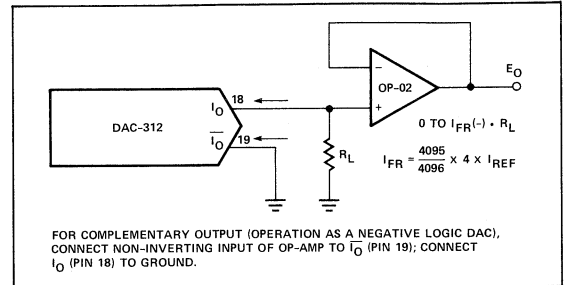 E_O
−
OP-02
+
I_O
18
DAC-312
I̅_O̅
19
R_L
0 TO I_FR(−) • R_L
I_FR = 4095/4096 x 4 x I_REF
FOR COMPLEMENTARY OUTPUT (OPERATION AS A NEGATIVE LOGIC DAC),
CONNECT NON-INVERTING INPUT OF OP-AMP TO I̅_O̅ (PIN 19); CONNECT
I_O (PIN 18) TO GROUND.